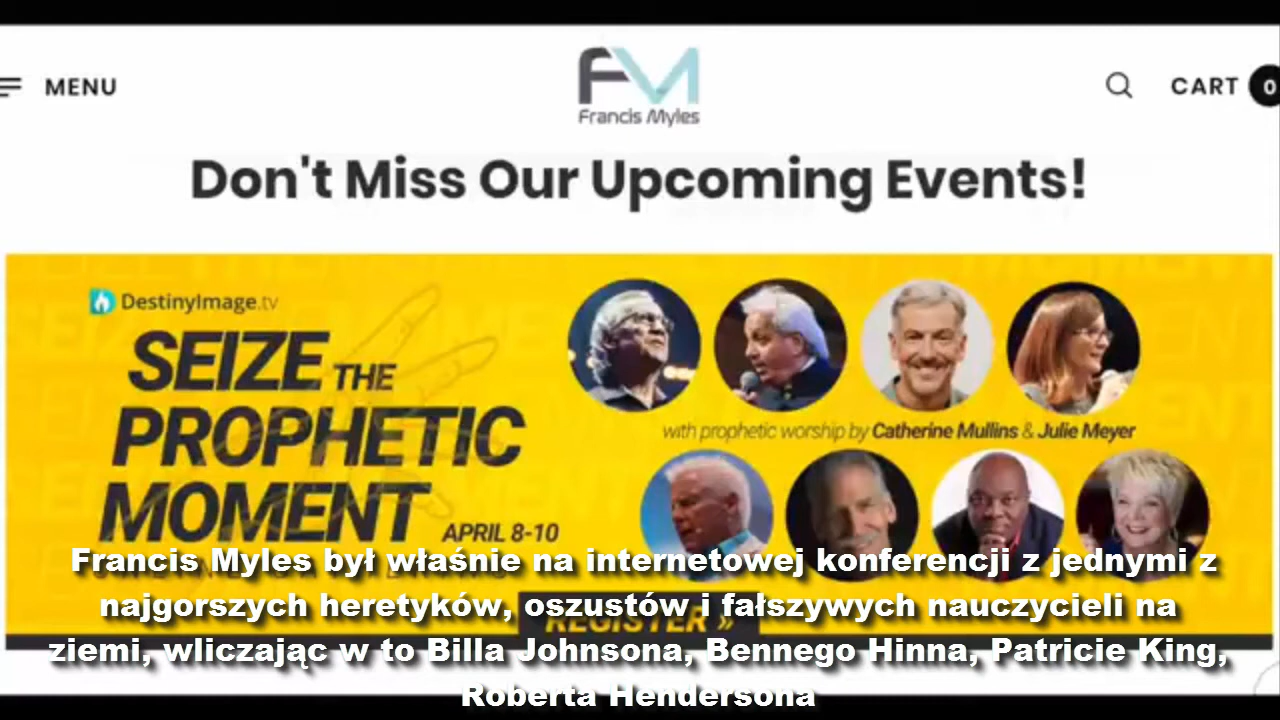 MENU
FM
Francis Myles
CART 0
Don't Miss Our Upcoming Events!
DestinyImage.tv
SEIZE THE
PROPHETIC
MOMENT
APRIL 8-10
with prophetic worship by Catherine Mullins & Julie Meyer
REGISTER »
Francis Myles był właśnie na internetowej konferencji z jednymi z
najgorszych heretyków, oszustów i fałszywych nauczycieli na
ziemi, wliczając w to Billa Johnsona, Bennego Hinna, Patricie King,
Roberta Hendersona